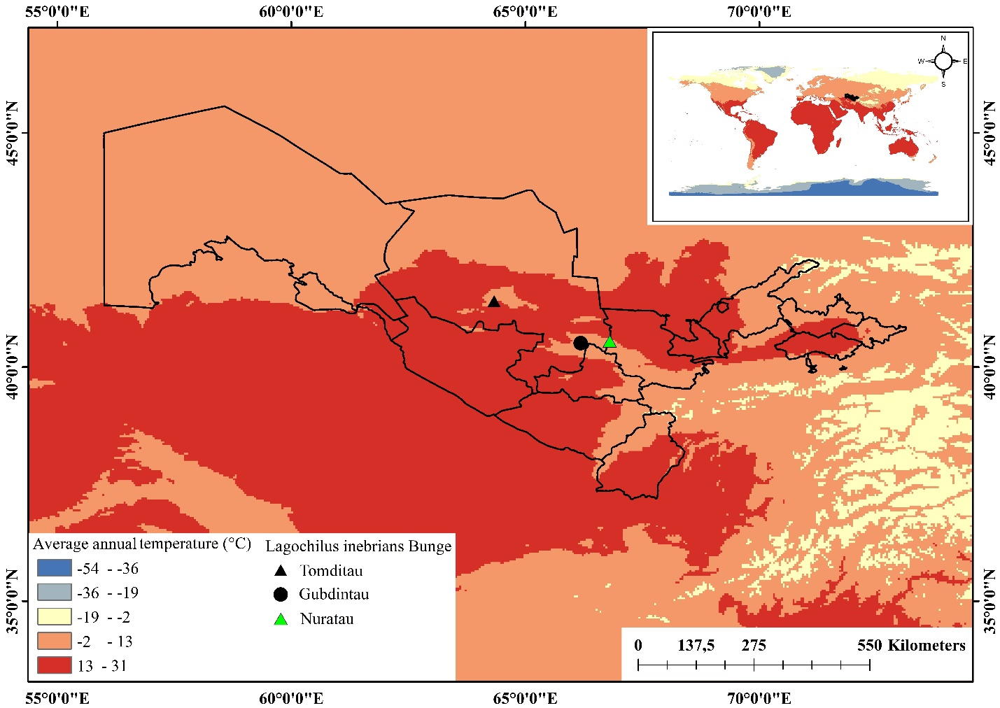 55°0'0"E 60°0'0"E 65°0'0"E 70°0'0"E
N
W E
S
45°0'0"N
45°0'0"N
40°0'0"N
40°0'0"N
35°0'0"N
35°0'0"N
Average annual temperature (°C)
-54 - -36
-36 - -19
-19 - -2
-2 - 13
13 - 31
Lagochilus inebrians Bunge
Tomditau
Gubdintau
Nuratau
0 137,5 275 550 Kilometers
55°0'0"E 60°0'0"E 65°0'0"E 70°0'0"E